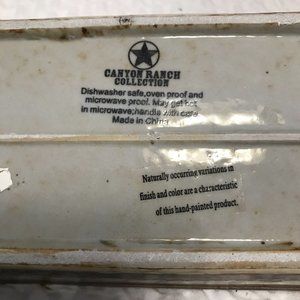 CANYON RANCH
COLLECTION
Dishwasher safe,oven proof and
microwave proof. May get hot
in microwave;handle with care
Made in China
Naturally occurring variations in
finish and color are a characteristic
of this hand-painted product.